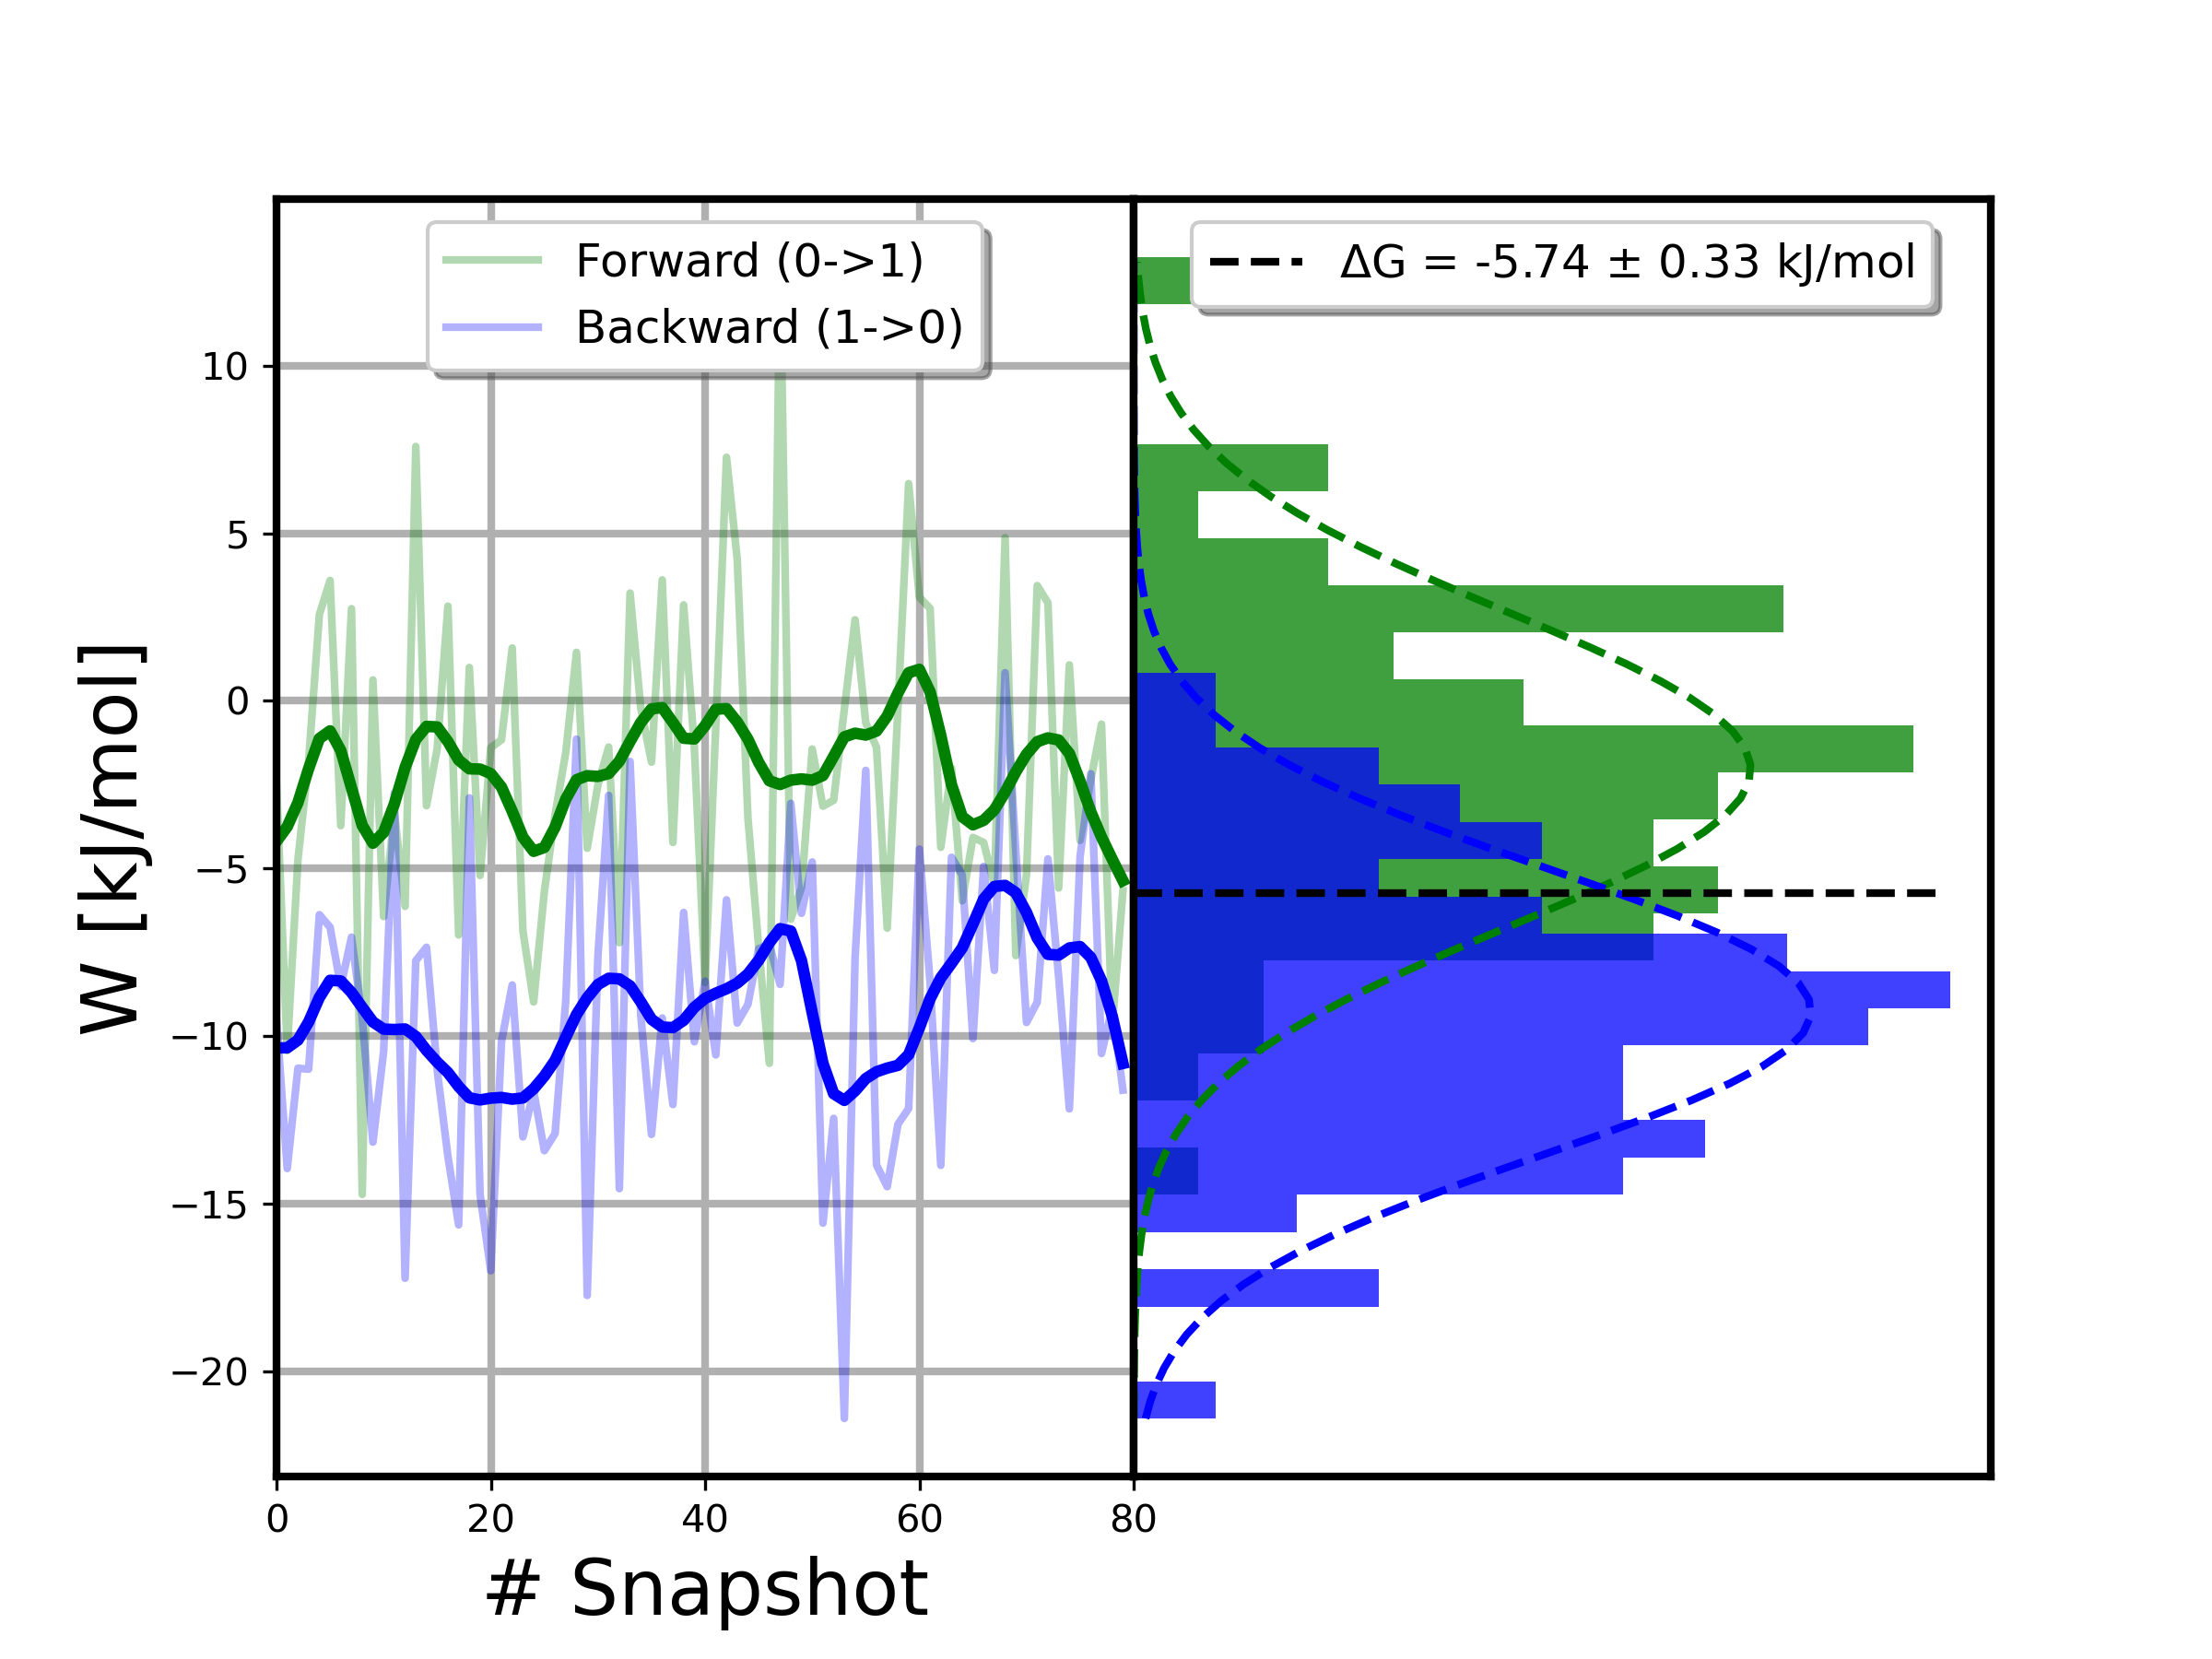 Forward (0->1)
Backward (1->0)
ΔG = -5.74 ± 0.33 kJ/mol
10
5
0
−5
−10
−15
−20
W [kJ/mol]
0 20 40 60 80
# Snapshot